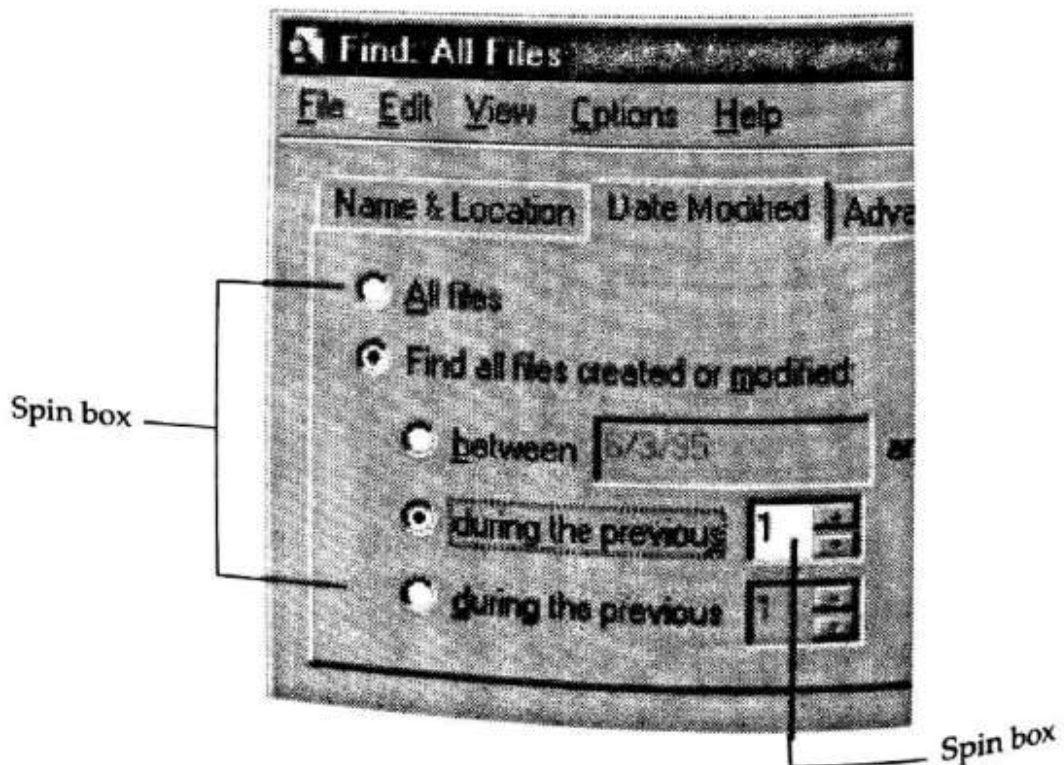 Find: All Files
File Edit View Options Help
Name & Location Date Modified Adva
All files
Find all files created or modified:
between 6/3/95 an
during the previous 1
during the previous 1
Spin box
Spin box